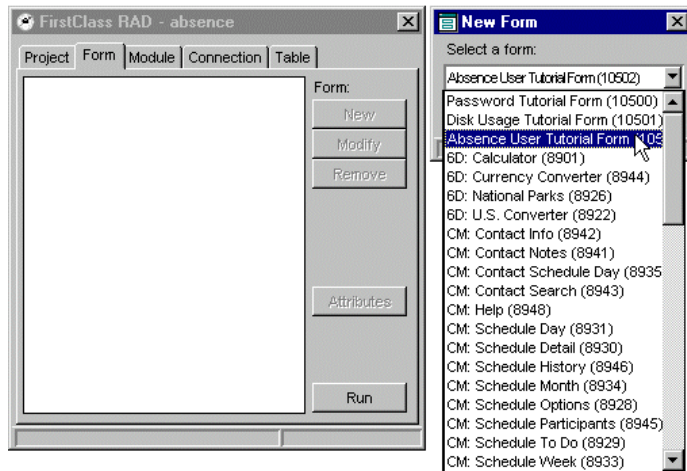 FirstClass RAD - absence
Project Form Module Connection Table
Form:
New
Modify
Remove
Attributes
Run
New Form
Select a form:
Absence User Tutorial Form (10502)
Password Tutorial Form (10500)
Disk Usage Tutorial Form (10501)
Absence User Tutorial Form (105
6D: Calculator (8901)
6D: Currency Converter (8944)
6D: National Parks (8926)
6D: U.S. Converter (8922)
CM: Contact Info (8942)
CM: Contact Notes (8941)
CM: Contact Schedule Day (8935
CM: Contact Search (8943)
CM: Help (8948)
CM: Schedule Day (8931)
CM: Schedule Detail (8930)
CM: Schedule History (8946)
CM: Schedule Month (8934)
CM: Schedule Options (8928)
CM: Schedule Participants (8945)
CM: Schedule To Do (8929)
CM: Schedule Week (8933)